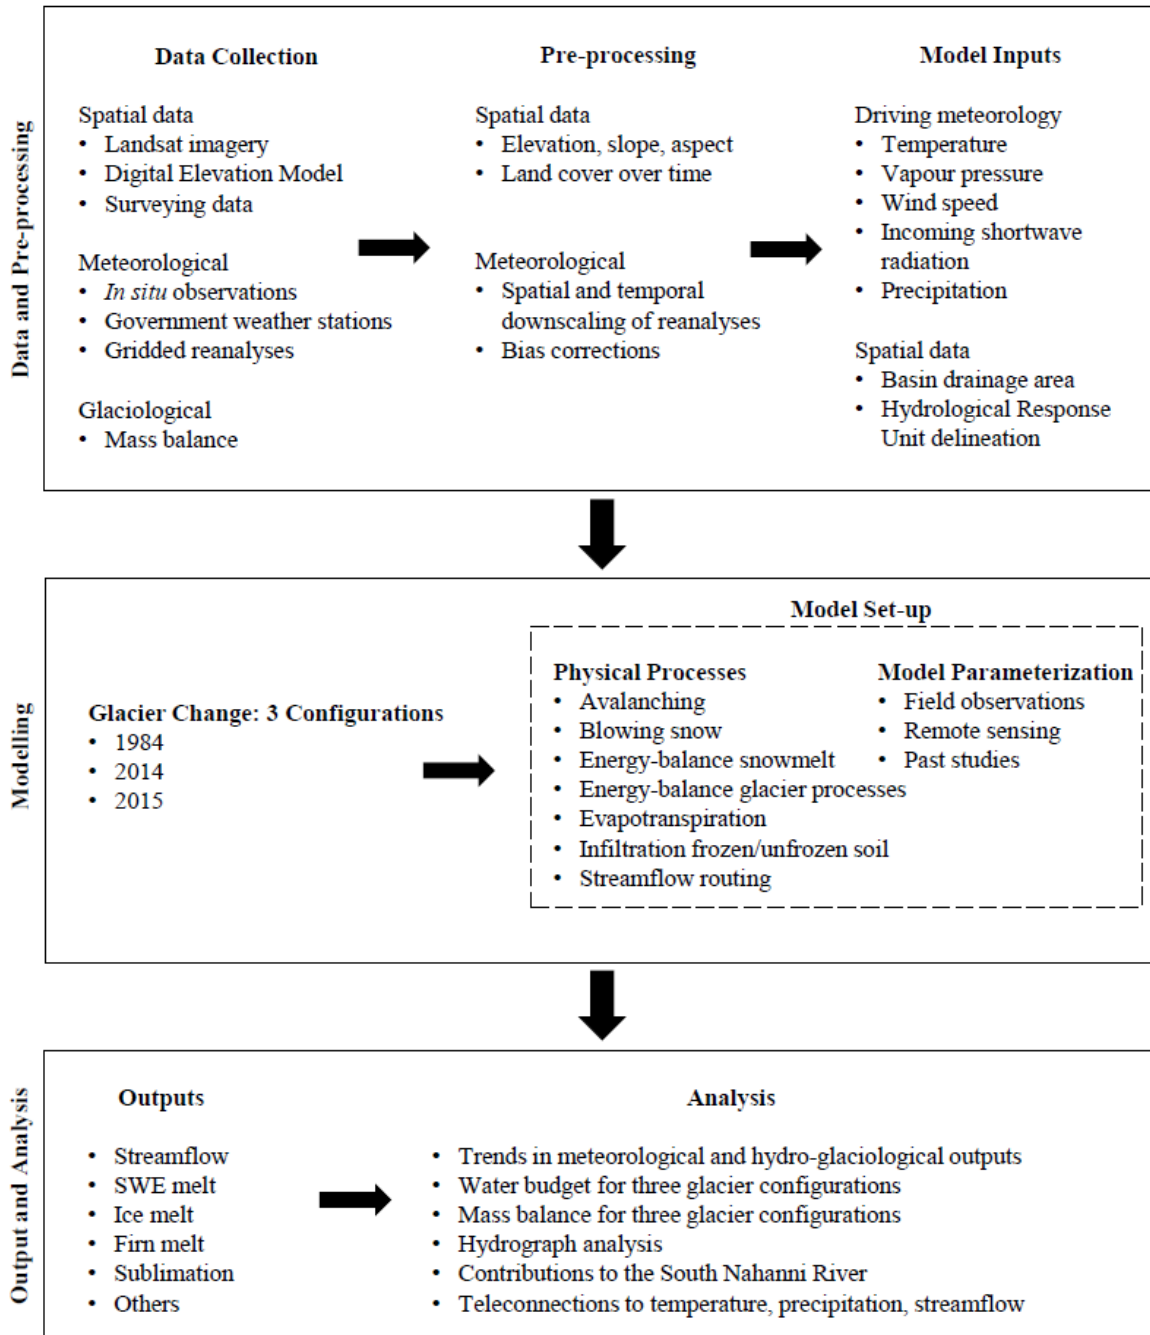 Data and Pre-processing
Data Collection
Spatial data
• Landsat imagery
• Digital Elevation Model
• Surveying data
Meteorological
• In situ observations
• Government weather stations
• Gridded reanalyses
Glaciological
• Mass balance
Pre-processing
Spatial data
• Elevation, slope, aspect
• Land cover over time
Meteorological
• Spatial and temporal
downscaling of reanalyses
• Bias corrections
Model Inputs
Driving meteorology
• Temperature
• Vapour pressure
• Wind speed
• Incoming shortwave
radiation
• Precipitation
Spatial data
• Basin drainage area
• Hydrological Response
Unit delineation
Modelling
Glacier Change: 3 Configurations
• 1984
• 2014
• 2015
Model Set-up
Physical Processes
• Avalanching
• Blowing snow
• Energy-balance snowmelt
• Energy-balance glacier processes
• Evapotranspiration
• Infiltration frozen/unfrozen soil
• Streamflow routing
Model Parameterization
• Field observations
• Remote sensing
• Past studies
Output and Analysis
Outputs
• Streamflow
• SWE melt
• Ice melt
• Firn melt
• Sublimation
• Others
Analysis
• Trends in meteorological and hydro-glaciological outputs
• Water budget for three glacier configurations
• Mass balance for three glacier configurations
• Hydrograph analysis
• Contributions to the South Nahanni River
• Teleconnections to temperature, precipitation, streamflow